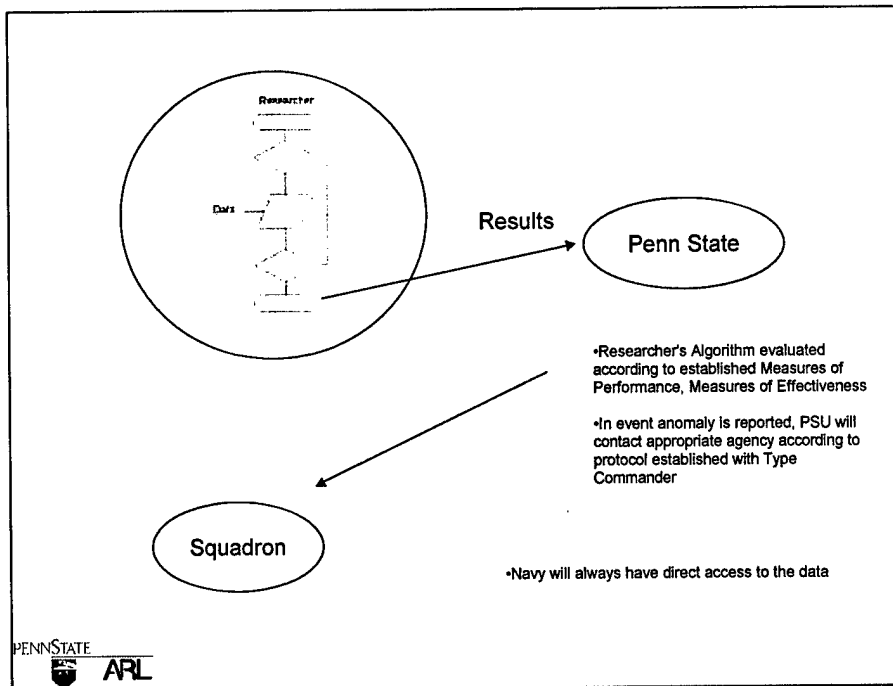 Researcher
Data
Results
Penn State
•Researcher's Algorithm evaluated
according to established Measures of
Performance, Measures of Effectiveness
•In event anomaly is reported, PSU will
contact appropriate agency according to
protocol established with Type
Commander
Squadron
•Navy will always have direct access to the data
PENNSTATE
ARL